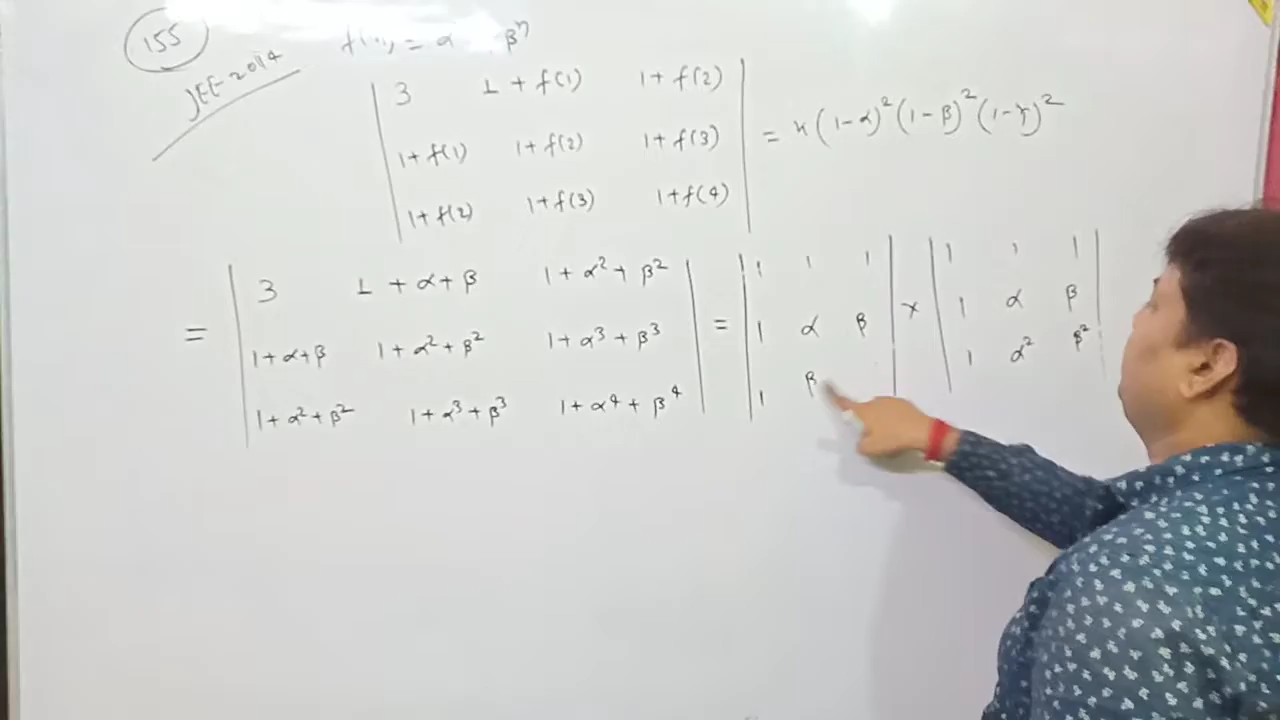 155
JEE-2014
f(n) = α β^n
| 3 1 + f(1) 1 + f(2) |
| 1+f(1) 1+f(2) 1+f(3) | = κ(1-α)²(1-β)²(1-γ)²
| 1+f(2) 1+f(3) 1+f(4) |
| 3 1 + α + β 1 + α² + β² | | 1 1 1 | | 1 1 1 |
= | 1+α+β 1+α²+β² 1+α³+β³ | = | 1 α β | × | 1 α β |
| 1+α²+β² 1+α³+β³ 1+α⁴+β⁴ | | 1 β | | 1 α² β² |